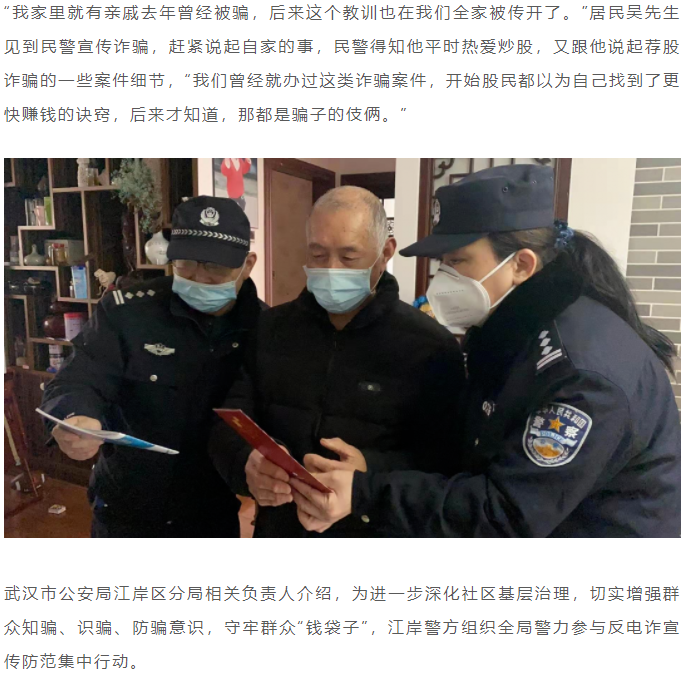 “我家里就有亲戚去年曾经被骗，后来这个教训也在我们全家被传开了。”居民吴先生
见到民警宣传诈骗，赶紧说起自家的事，民警得知他平时热爱炒股，又跟他说起荐股
诈骗的一些案件细节，“我们曾经就办过这类诈骗案件，开始股民都以为自己找到了更
快赚钱的诀窍，后来才知道，那都是骗子的伎俩。”
中华人民共和国
警察
武汉市公安局江岸区分局相关负责人介绍，为进一步深化社区基层治理，切实增强群
众知骗、识骗、防骗意识，守牢群众“钱袋子”，江岸警方组织全局警力参与反电诈宣
传防范集中行动。